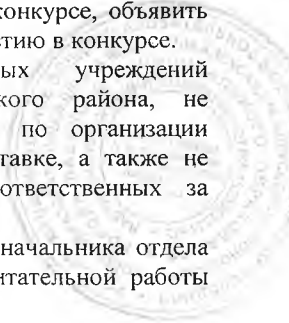 конкурсе, объявить
стию в конкурсе.
ых учреждений
кого района, не
по организации
тавке, а также не
ответственных за
начальника отдела
итательной работы